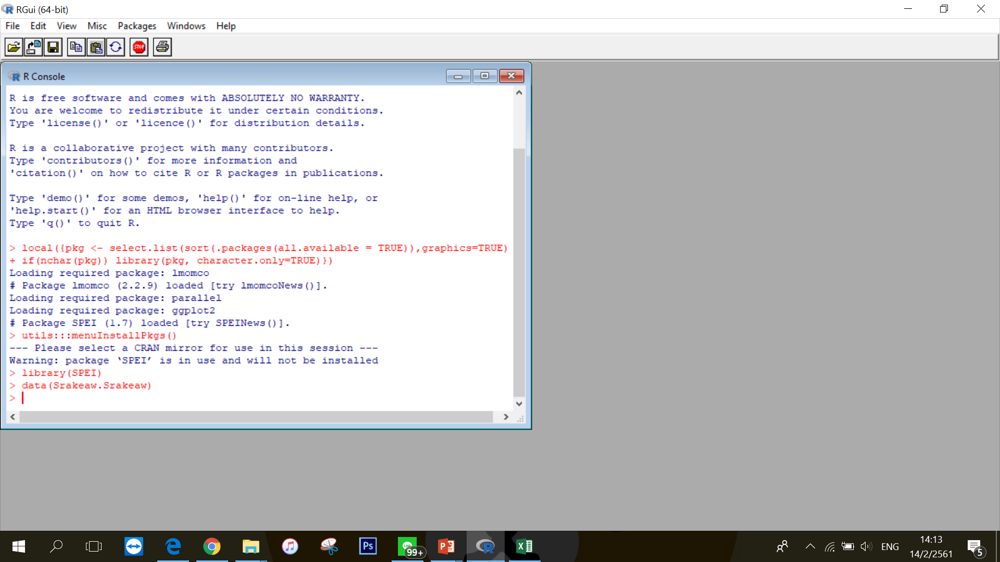 RGui (64-bit)
File Edit View Misc Packages Windows Help
STOP
R Console
R is free software and comes with ABSOLUTELY NO WARRANTY.
You are welcome to redistribute it under certain conditions.
Type 'license()' or 'licence()' for distribution details.
R is a collaborative project with many contributors.
Type 'contributors()' for more information and
'citation()' on how to cite R or R packages in publications.
Type 'demo()' for some demos, 'help()' for on-line help, or
'help.start()' for an HTML browser interface to help.
Type 'q()' to quit R.
> local({pkg <- select.list(sort(.packages(all.available = TRUE)),graphics=TRUE)
+ if(nchar(pkg)) library(pkg, character.only=TRUE)})
Loading required package: lmomco
# Package lmomco (2.2.9) loaded [try lmomcoNews()].
Loading required package: parallel
Loading required package: ggplot2
# Package SPEI (1.7) loaded [try SPEINews()].
> utils:::menuInstallPkgs()
--- Please select a CRAN mirror for use in this session ---
Warning: package ‘SPEI’ is in use and will not be installed
> library(SPEI)
> data(Srakeaw.Srakeaw)
>
Ps
LINE
99+
ENG
14:13
14/2/2561
5